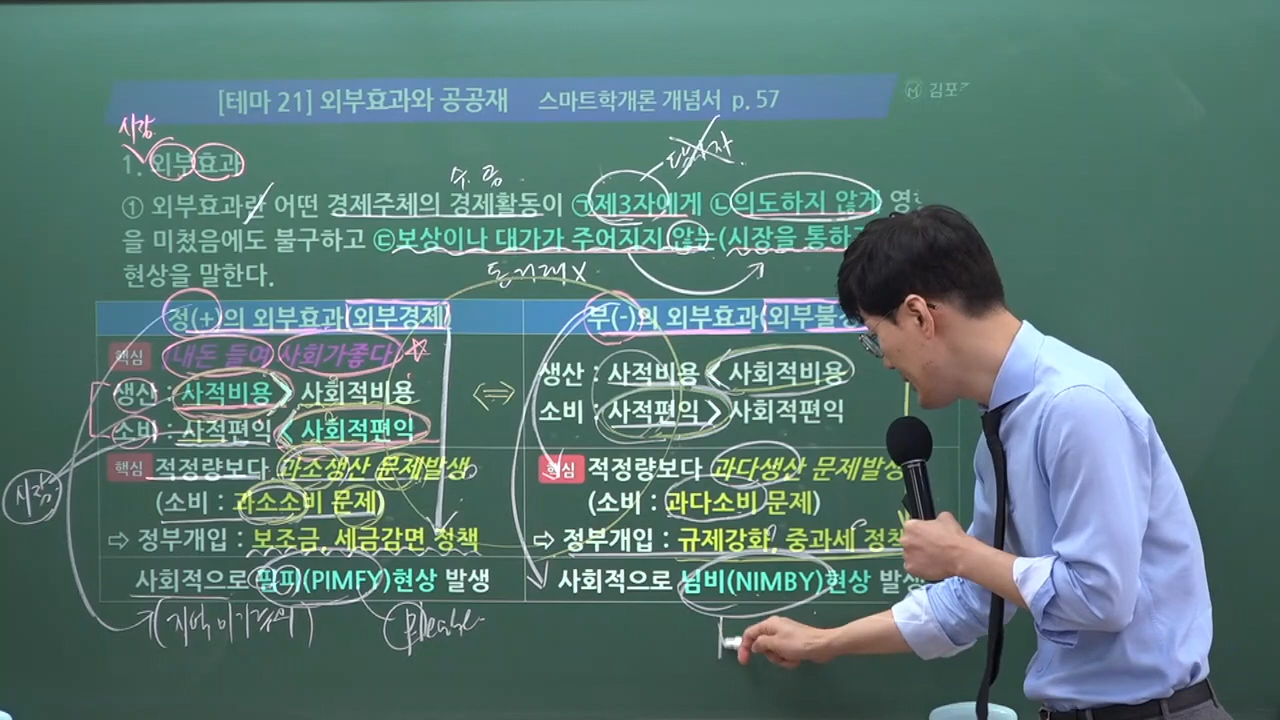 [테마 21] 외부효과와 공공재 스마트학개론 개념서 p. 57
김포
시장
1. 외부효과
수 평
① 외부효과란 어떤 경제주체의 경제활동이 ㉠제3자에게 ㉡의도하지 않게
을 미쳤음에도 불구하고 ㉢보상이나 대가가 주어지지 않는(시장을 통하
현상을 말한다.
정(+)의 외부효과(외부경제)
핵심 (내돈 들여 사회가좋다)
생산 : 사적비용 > 사회적비용
소비 : 사적편익 < 사회적편익
핵심 적정량보다 과소생산 문제발생
(소비 : 과소소비 문제)
⇨ 정부개입 : 보조금, 세금감면 정책
사회적으로 핌피(PIMFY)현상 발생
시장
(지역이기주의)
Please
⇔
부(-)의 외부효과(외부불
생산 : 사적비용 < 사회적비용
소비 : 사적편익 > 사회적편익
핵심 적정량보다 과다생산 문제발생
(소비 : 과다소비 문제)
⇨ 정부개입 : 규제강화, 중과세 정책
사회적으로 님비(NIMBY)현상 발생